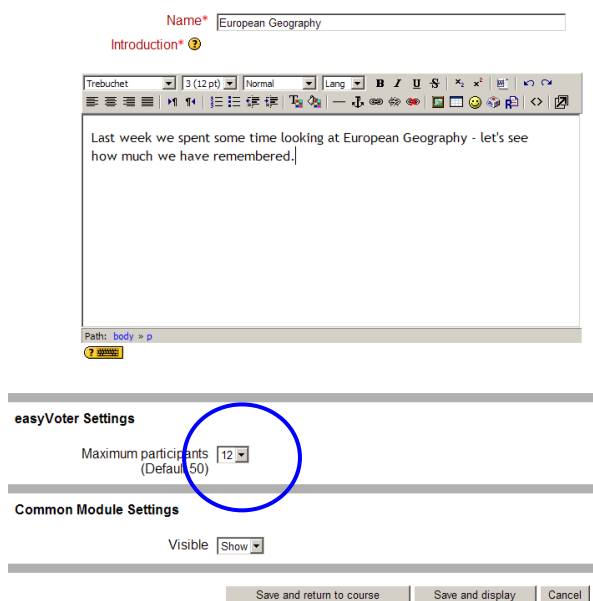 Name* European Geography
Introduction*
Trebuchet 3 (12 pt) Normal Lang B I U S x₂ x²
Last week we spent some time looking at European Geography - let's see
how much we have remembered.
Path: body » p
?
easyVoter Settings
Maximum participants 12
(Default 50)
Common Module Settings
Visible Show
Save and return to course Save and display Cancel